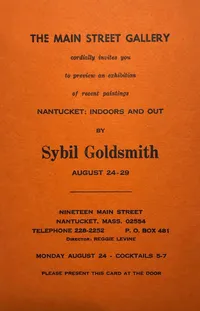 THE MAIN STREET GALLERY
cordially invites you
to preview an exhibition
of recent paintings
NANTUCKET: INDOORS AND OUT
BY
Sybil Goldsmith
AUGUST 24-29
NINETEEN MAIN STREET
NANTUCKET, MASS. 02554
TELEPHONE 228-2252 P. O. BOX 481
DIRECTOR: REGGIE LEVINE
MONDAY AUGUST 24 - COCKTAILS 5-7
PLEASE PRESENT THIS CARD AT THE DOOR